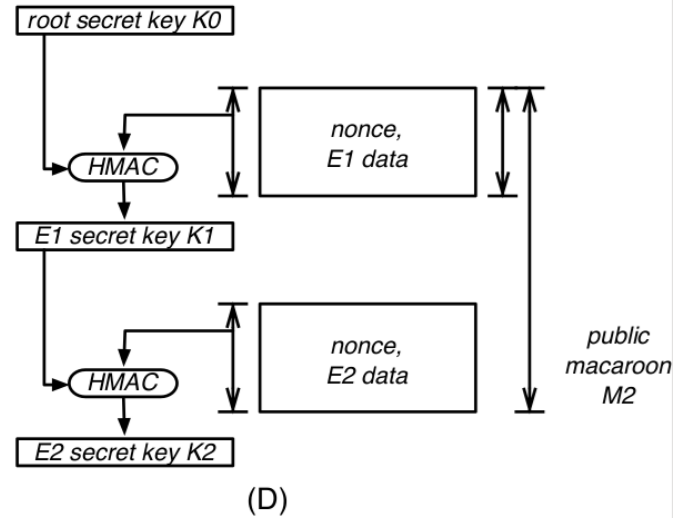 root secret key K0
nonce,
E1 data
HMAC
E1 secret key K1
nonce,
E2 data
public
macaroon
M2
HMAC
E2 secret key K2
(D)